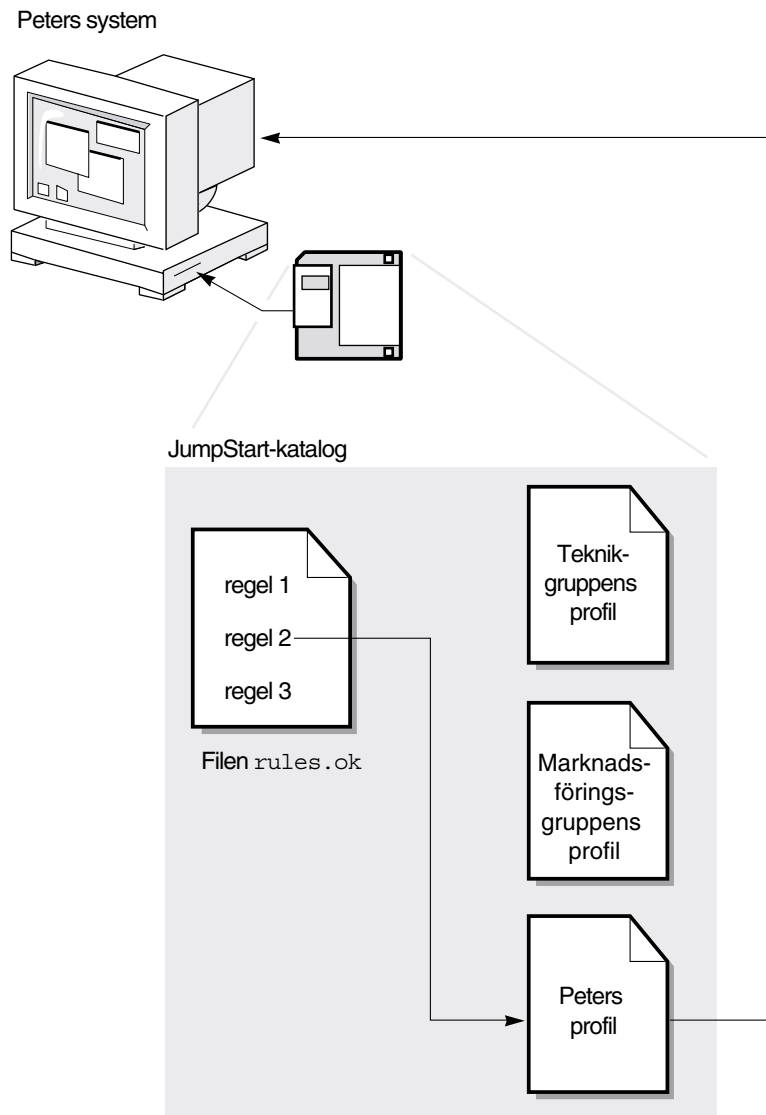 Peters system
JumpStart-katalog
regel 1
regel 2
regel 3
Filen rules.ok
Teknik-
gruppens
profil
Marknads-
förings-
gruppens
profil
Peters
profil